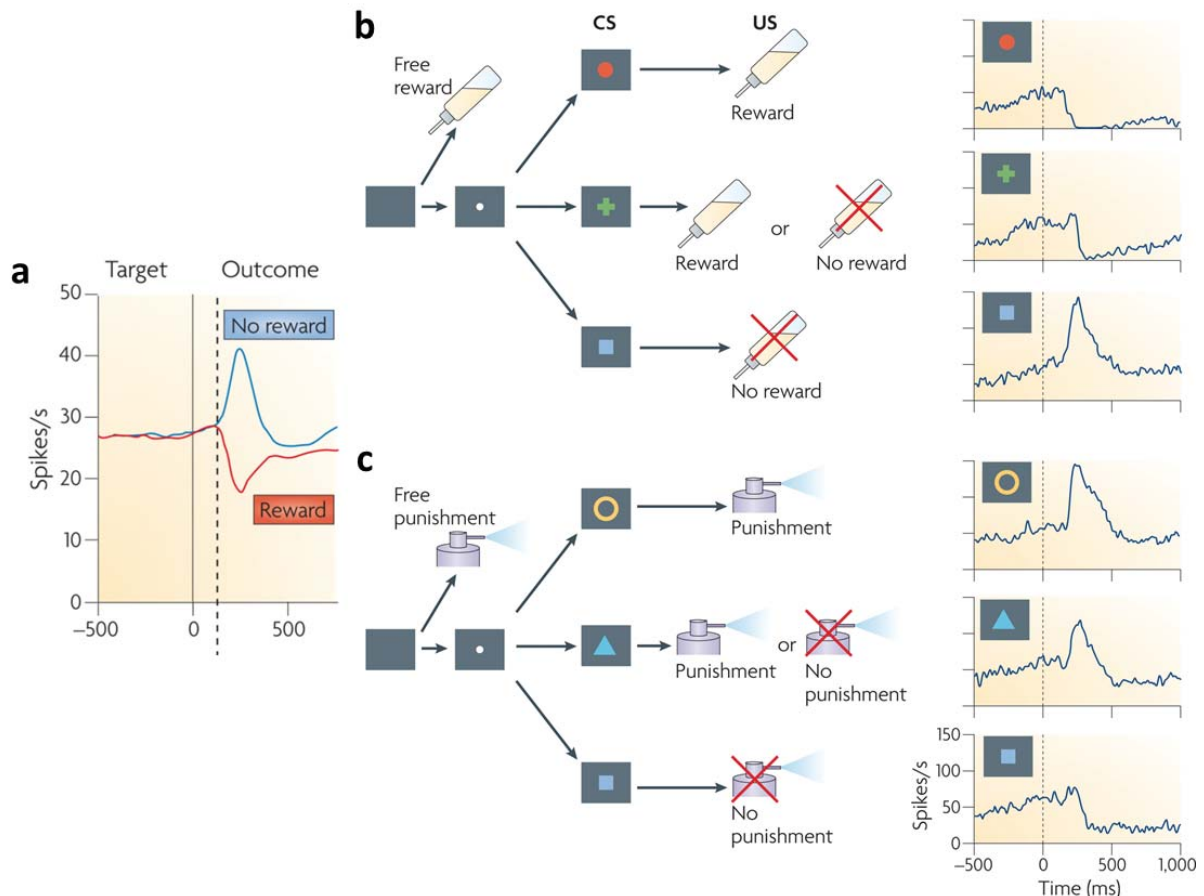 a
Target
Outcome
Spikes/s
50
40
30
20
10
0
−500
0
500
No reward
Reward
b
CS
US
Free
reward
Reward
Reward
or
No reward
No reward
c
Free
punishment
Punishment
Punishment
or
No
punishment
No
punishment
Spikes/s
150
100
50
0
−500
0
500
1,000
Time (ms)